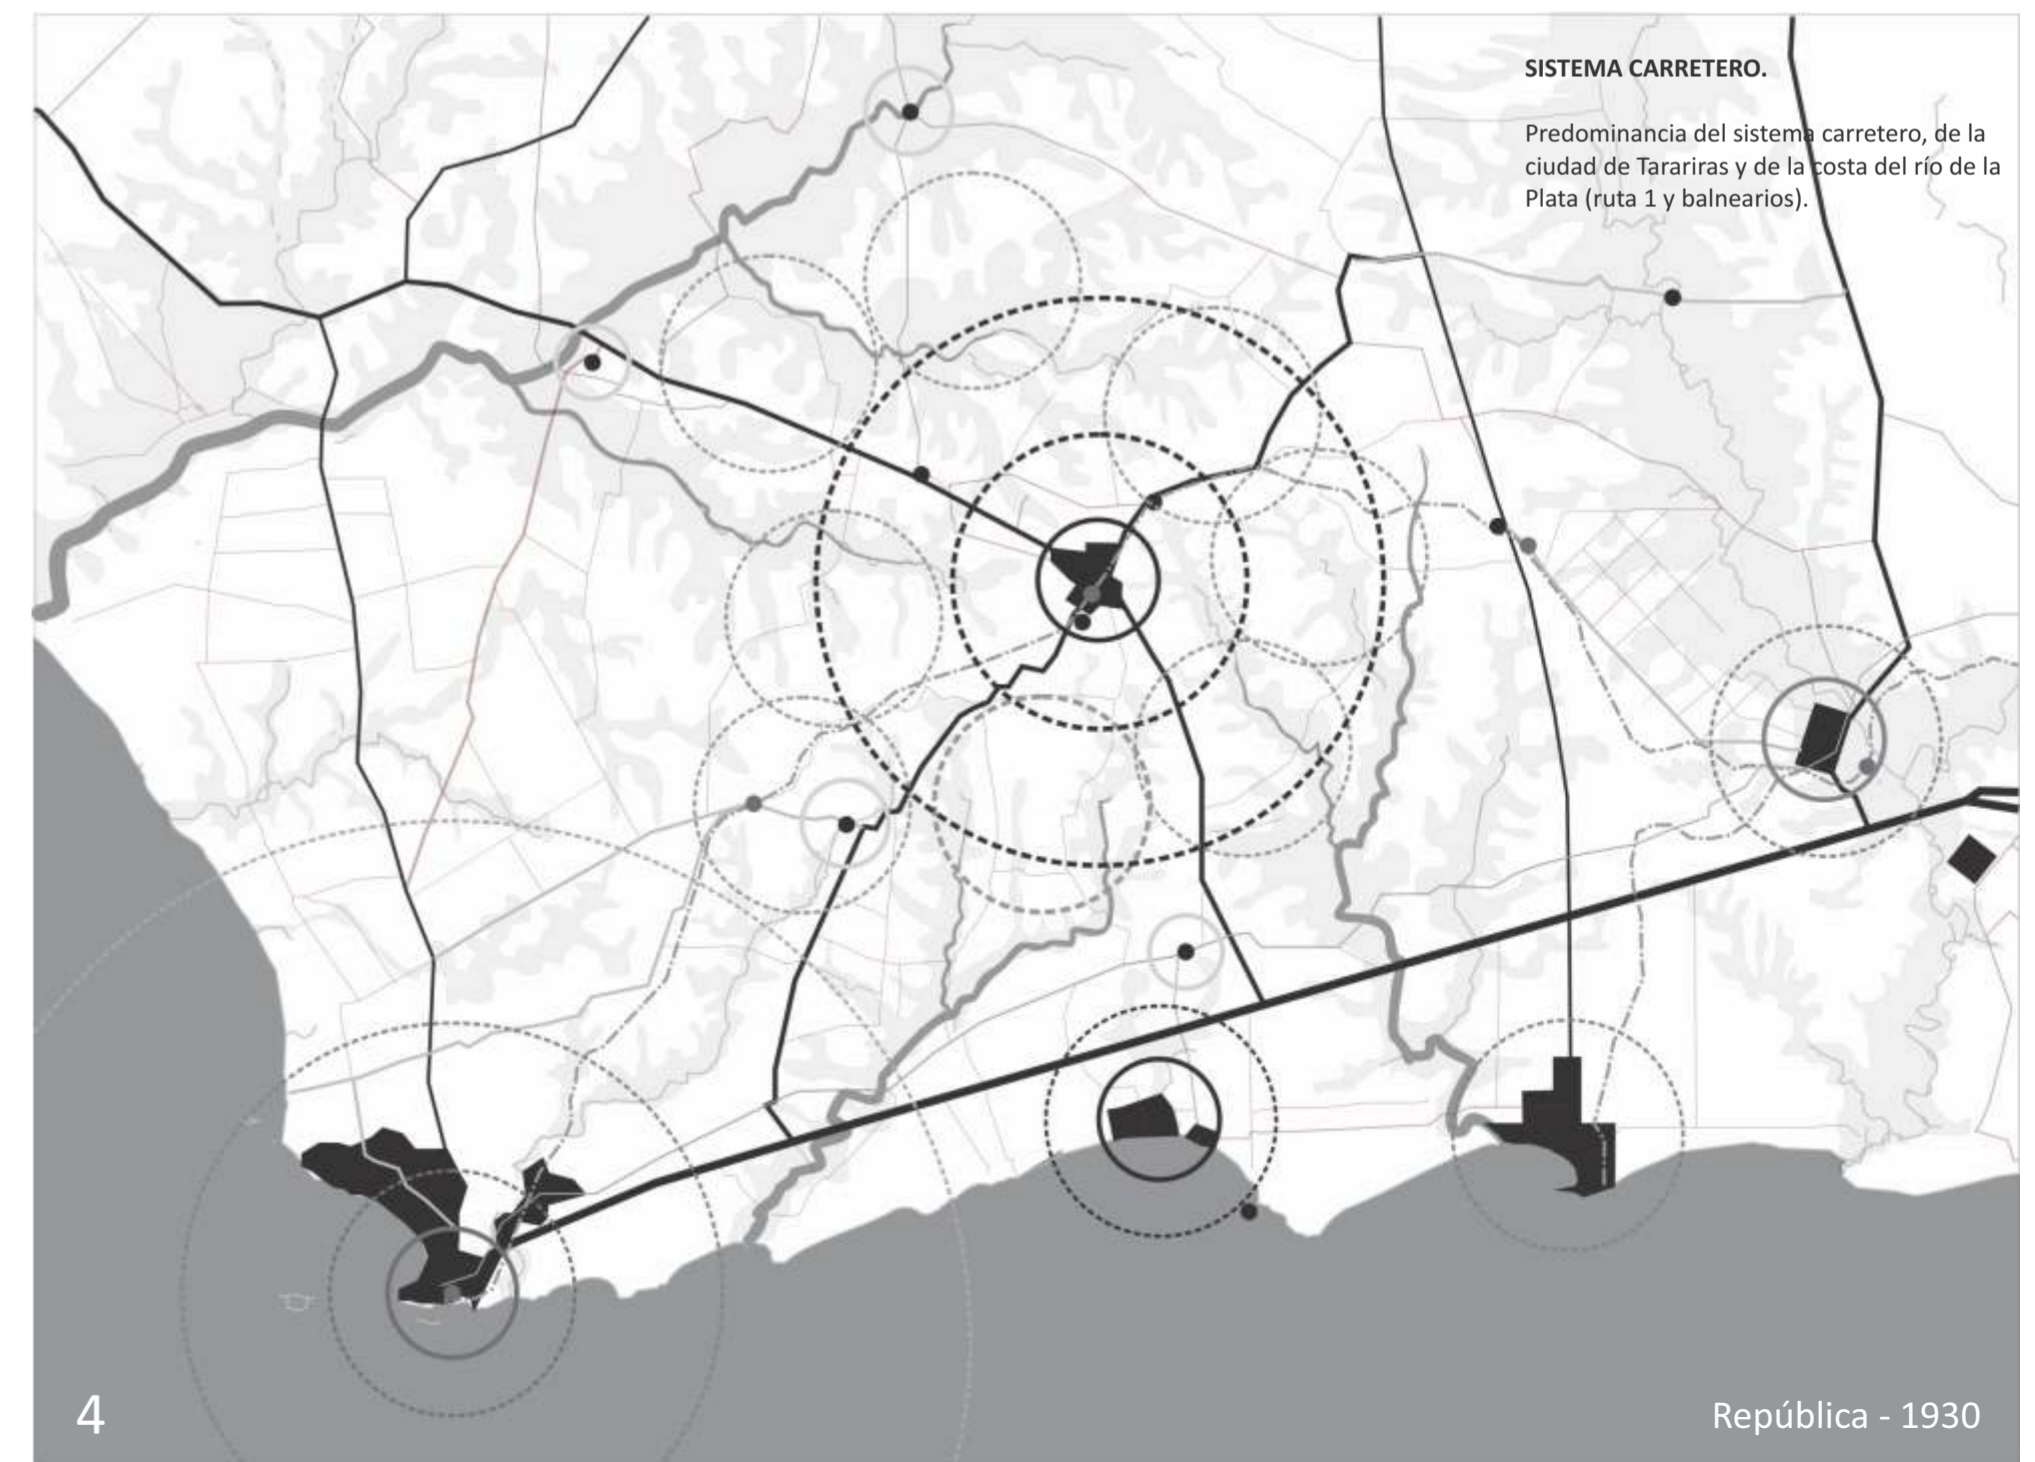 SISTEMA CARRETERO.
Predominancia del sistema carretero, de la
ciudad de Tarariras y de la costa del río de la
Plata (ruta 1 y balnearios).
4
República - 1930